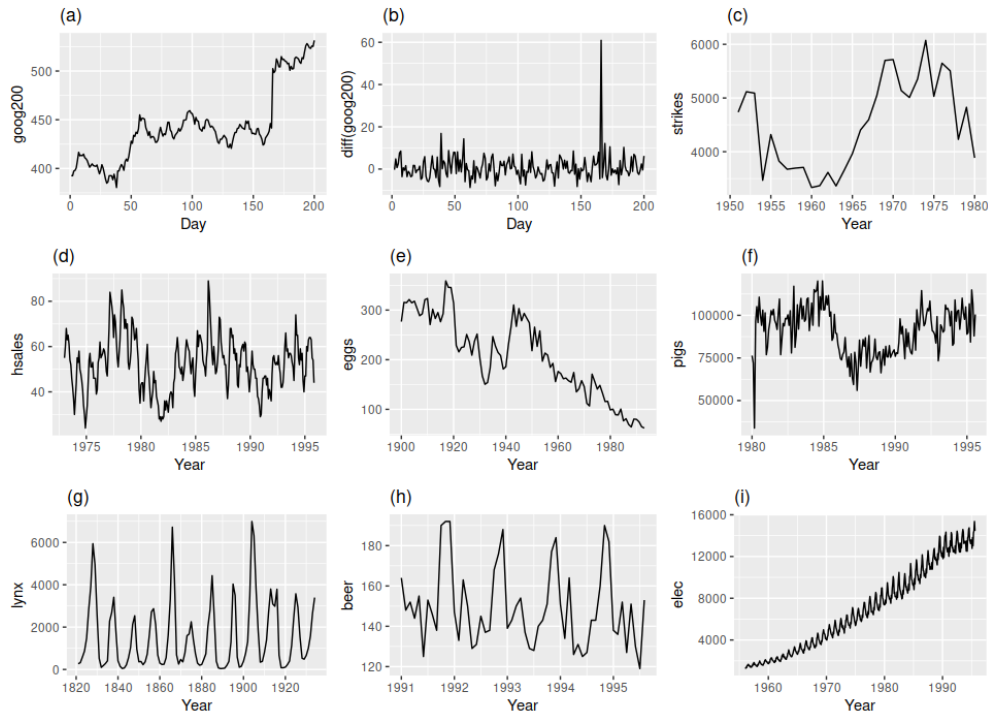 (a)
goog200
500
450
400
0
50
100
150
200
Day
(b)
diff(goog200)
60
40
20
0
0
50
100
150
200
Day
(c)
strikes
6000
5000
4000
1950
1955
1960
1965
1970
1975
1980
Year
(d)
hsales
80
60
40
1975
1980
1985
1990
1995
Year
(e)
eggs
300
200
100
1900
1920
1940
1960
1980
Year
(f)
pigs
100000
75000
50000
1980
1985
1990
1995
Year
(g)
lynx
6000
4000
2000
0
1820
1840
1860
1880
1900
1920
Year
(h)
beer
180
160
140
120
1991
1992
1993
1994
1995
Year
(i)
elec
16000
12000
8000
4000
1960
1970
1980
1990
Year